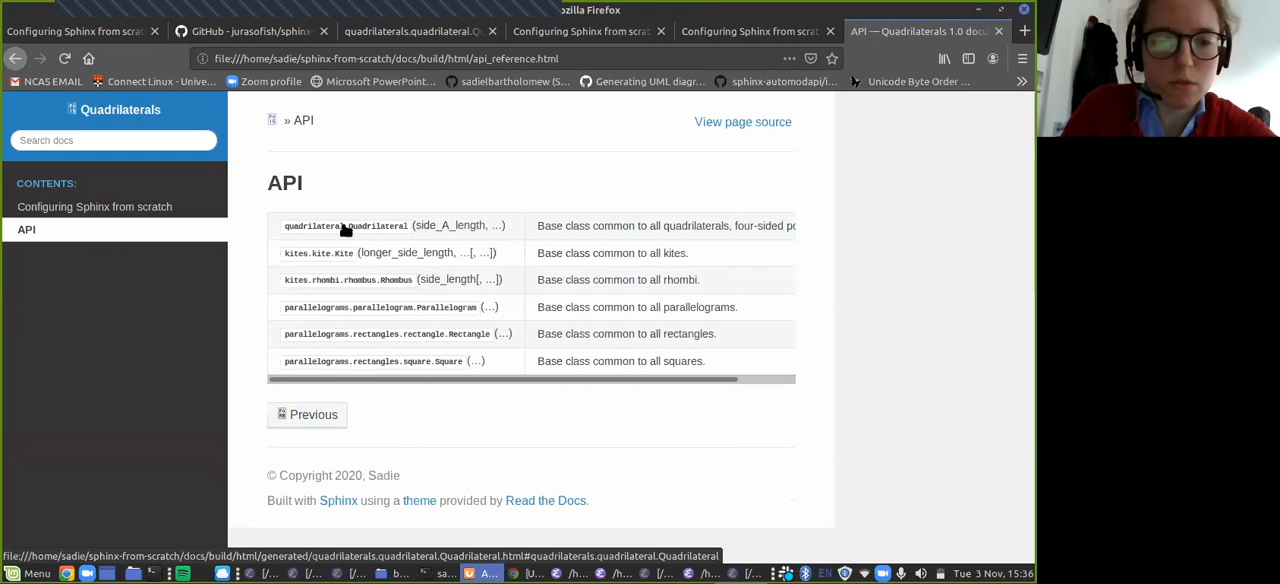 ozilla Firefox
Configuring Sphinx from scrat
GitHub - jurasofish/sphinx-
quadrilaterals.quadrilateral.Q
Configuring Sphinx from scrat
Configuring Sphinx from scrat
API — Quadrilaterals 1.0 docu
file:///home/sadie/sphinx-from-scratch/docs/build/html/api_reference.html
NCAS EMAIL
Connect Linux - Unive...
Zoom profile
Microsoft PowerPoint...
sadielbartholomew (S...
Generating UML diagr...
sphinx-automodapi/i...
Unicode Byte Order ...
Quadrilaterals
Search docs
CONTENTS:
Configuring Sphinx from scratch
API
» API
View page source
API
quadrilateral.Quadrilateral (side_A_length, ...)
Base class common to all quadrilaterals, four-sided po
kites.kite.Kite (longer_side_length, ...[, ...])
Base class common to all kites.
kites.rhombi.rhombus.Rhombus (side_length[, ...])
Base class common to all rhombi.
parallelograms.parallelogram.Parallelogram (...)
Base class common to all parallelograms.
parallelograms.rectangles.rectangle.Rectangle (...)
Base class common to all rectangles.
parallelograms.rectangles.square.Square (...)
Base class common to all squares.
Previous
© Copyright 2020, Sadie
Built with Sphinx using a theme provided by Read the Docs.
file:///home/sadie/sphinx-from-scratch/docs/build/html/generated/quadrilaterals.quadrilateral.Quadrilateral.html#quadrilaterals.quadrilateral.Quadrilateral
Menu
[/...
[/...
[/...
b...
sa...
A...
[U...
/h...
/h...
[/...
/h...
[/...
EN
Tue 3 Nov, 15:36